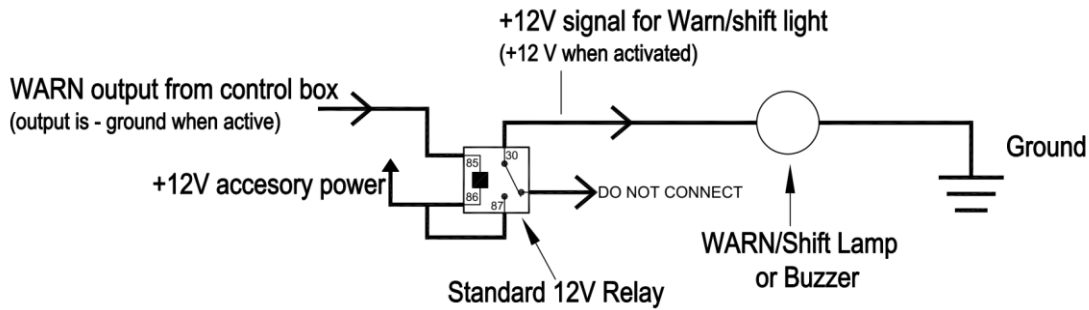 +12V signal for Warn/shift light
(+12 V when activated)
WARN output from control box
(output is - ground when active)
+12V accesory power
85
86
30
87
DO NOT CONNECT
Ground
WARN/Shift Lamp
or Buzzer
Standard 12V Relay